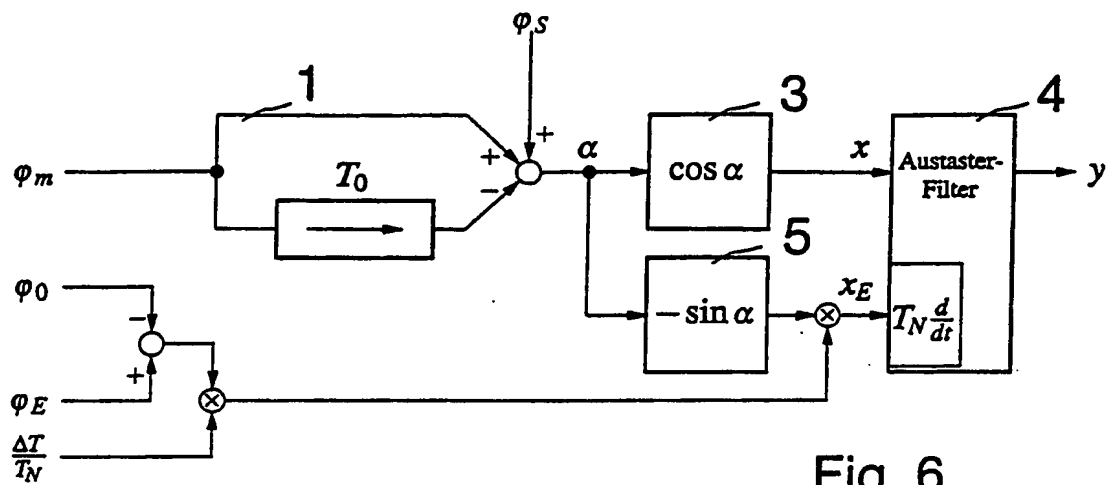 φS
1
3
4
+
φm
T0
+
−
α
cos α
x
Austaster-
Filter
y
5
φ0
−
− sin α
xE
TN d/dt
+
φE
ΔT/TN
Fig. 6